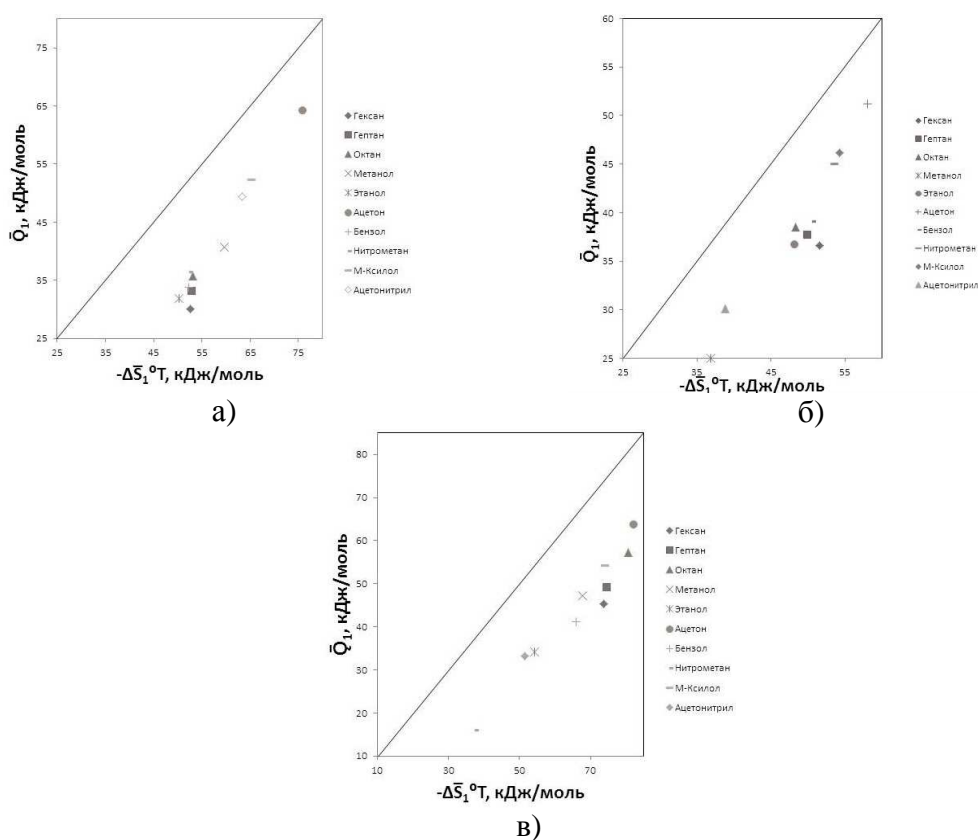 75
65
55
45
35
25
Q̄₁, кДж/моль
25 35 45 55 65 75
-ΔS̄₁⁰T, кДж/моль
Гексан
Гептан
Октан
Метанол
Этанол
Ацетон
Бензол
Нитрометан
М-Ксилол
Ацетонитрил
а)
60
55
50
45
40
35
30
25
Q̄₁, кДж/моль
25 35 45 55
-ΔS̄₁⁰T, кДж/моль
Гексан
Гептан
Октан
Метанол
Этанол
Ацетон
Бензол
Нитрометан
М-Ксилол
Ацетонитрил
б)
80
70
60
50
40
30
20
10
Q̄₁, кДж/моль
10 30 50 70
-ΔS̄₁⁰T, кДж/моль
Гексан
Гептан
Октан
Метанол
Этанол
Ацетон
Бензол
Нитрометан
М-Ксилол
Ацетонитрил
в)